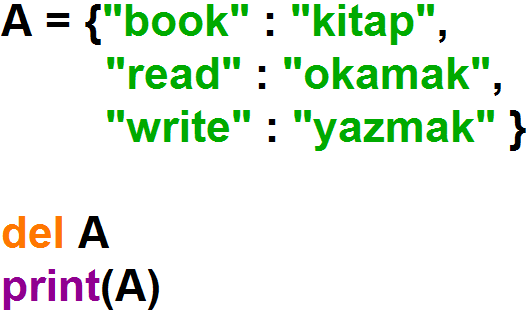 A = {"book" : "kitap",
"read" : "okamak",
"write" : "yazmak" }
del A
print(A)